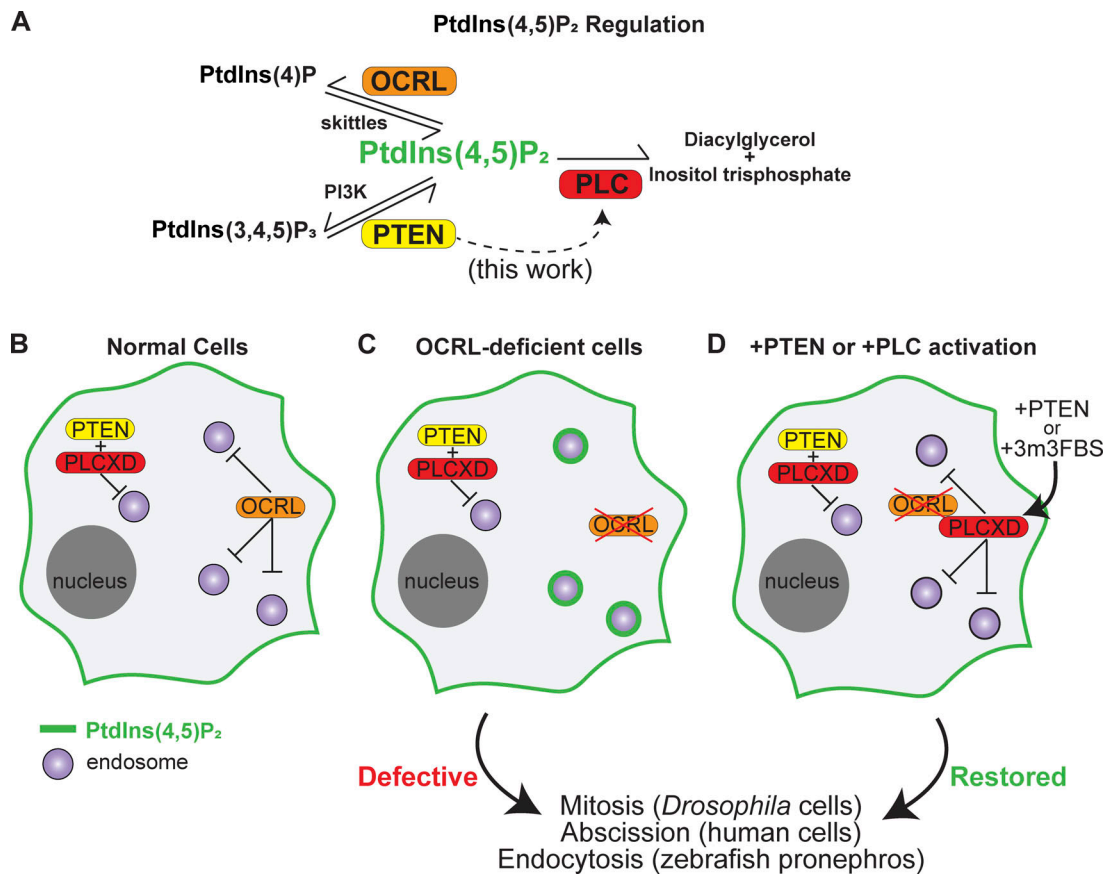 A
PtdIns(4,5)P₂ Regulation
PtdIns(4)P
OCRL
skittles
PtdIns(4,5)P₂
Diacylglycerol
+
Inositol trisphosphate
PLC
PI3K
PtdIns(3,4,5)P₃
PTEN
(this work)
B
Normal Cells
PTEN
+
PLCXD
OCRL
nucleus
C
OCRL-deficient cells
PTEN
+
PLCXD
OCRL
nucleus
D
+PTEN or +PLC activation
+PTEN
or
+3m3FBS
PTEN
+
PLCXD
OCRL
PLCXD
nucleus
PtdIns(4,5)P₂
endosome
Defective
Restored
Mitosis (Drosophila cells)
Abscission (human cells)
Endocytosis (zebrafish pronephros)